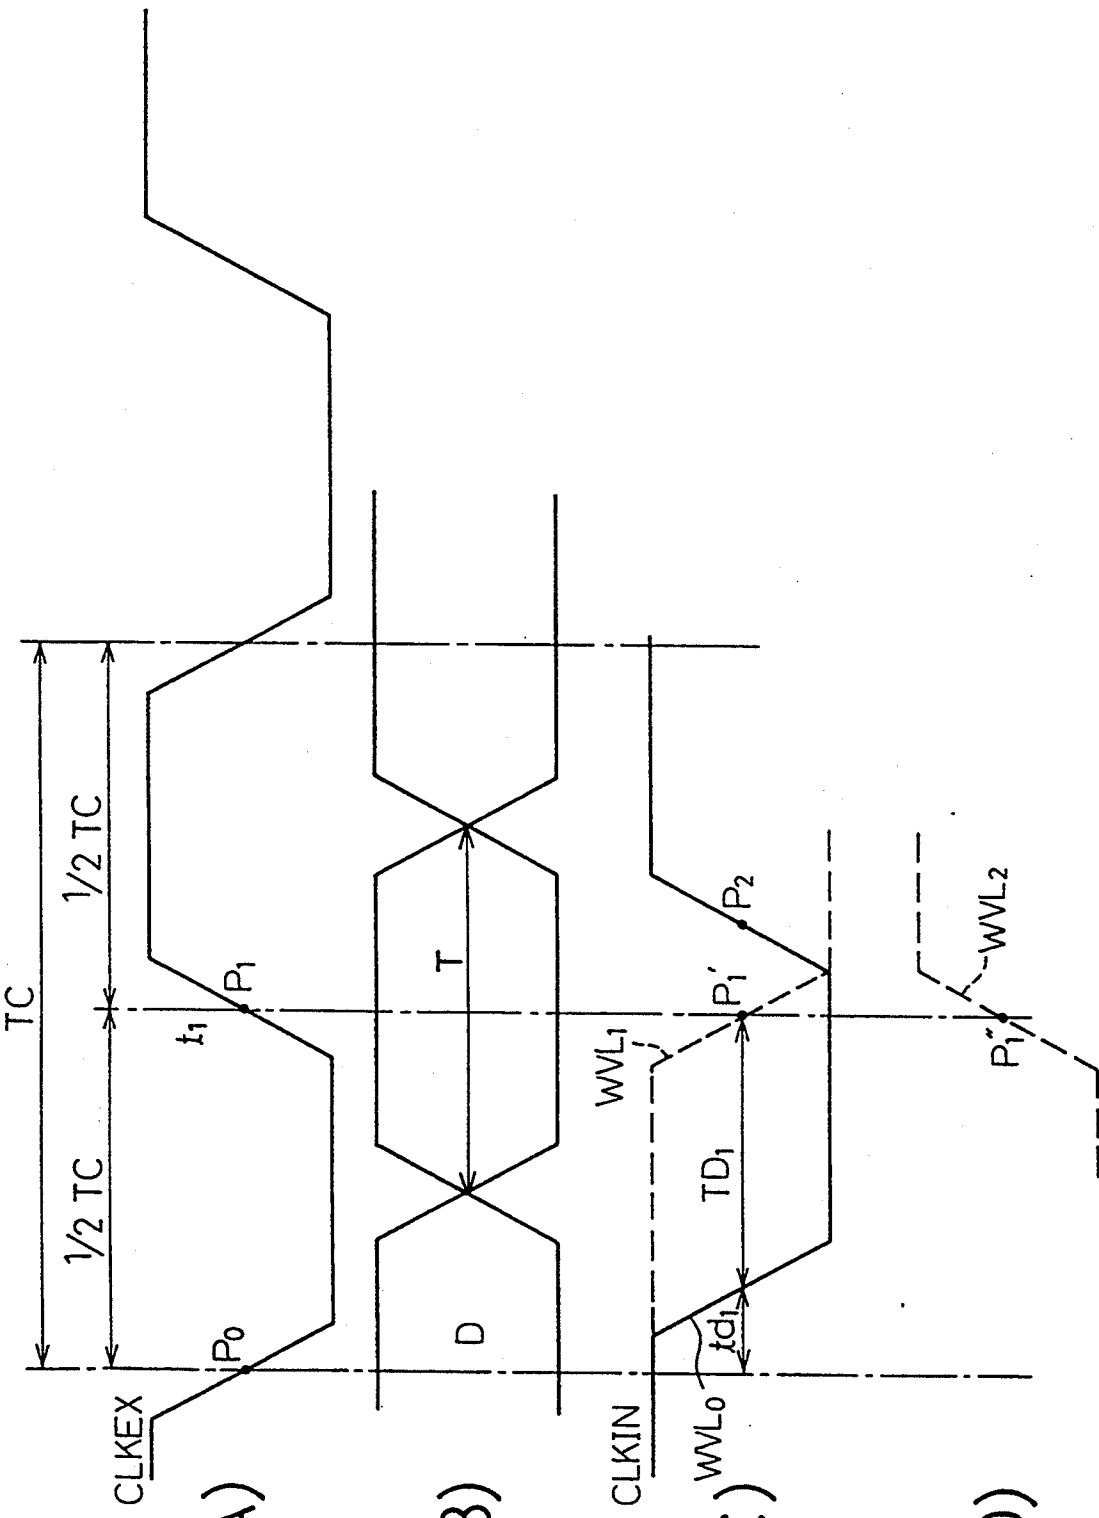 TC
1/2 TC
1/2 TC
CLKEX
P₀
t₁
P₁
A)
D
T
B)
CLKIN
WVL₀
td₁
TD₁
WVL₁
P₁'
P₂
P₁"
WVL₂